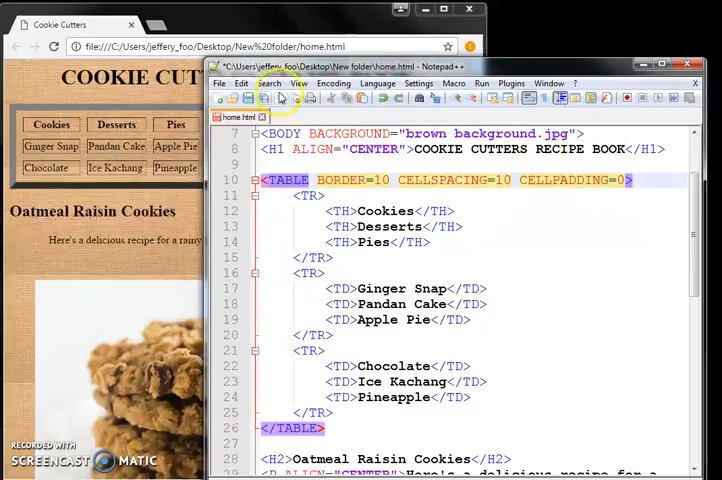 Cookie Cutters
file:///C:/Users/jeffery_foo/Desktop/New%20folder/home.html
COOKIE CUT
Cookies Desserts Pies
Ginger Snap Pandan Cake Apple Pie
Chocolate Ice Kachang Pineapple
Oatmeal Raisin Cookies
Here's a delicious recipe for a rainy
RECORDED WITH
SCREENCAST MATIC
*C:\Users\jeffery_foo\Desktop\New folder\home.html - Notepad++
File Edit Search View Encoding Language Settings Macro Run Plugins Window ?
X
home.html
7 <BODY BACKGROUND="brown background.jpg">
8 <H1 ALIGN="CENTER">COOKIE CUTTERS RECIPE BOOK</H1>
9
10 <TABLE BORDER=10 CELLSPACING=10 CELLPADDING=0>
11 <TR>
12 <TH>Cookies</TH>
13 <TH>Desserts</TH>
14 <TH>Pies</TH>
15 </TR>
16 <TR>
17 <TD>Ginger Snap</TD>
18 <TD>Pandan Cake</TD>
19 <TD>Apple Pie</TD>
20 </TR>
21 <TR>
22 <TD>Chocolate</TD>
23 <TD>Ice Kachang</TD>
24 <TD>Pineapple</TD>
25 </TR>
26 </TABLE>
27
28 <H2>Oatmeal Raisin Cookies</H2>
29 <P ALIGN="CENTER">Here's a delicious recipe for a